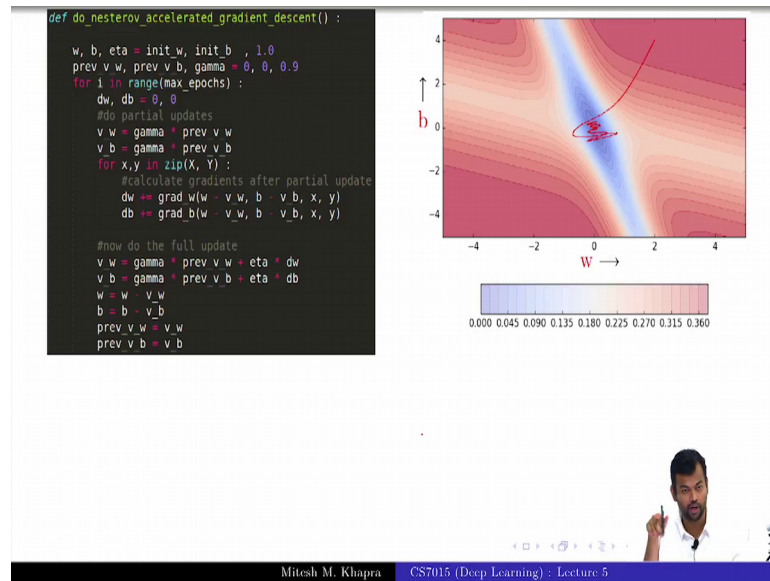 def do_nesterov_accelerated_gradient_descent() :
w, b, eta = init_w, init_b , 1.0
prev_v_w, prev_v_b, gamma = 0, 0, 0.9
for i in range(max_epochs) :
dw, db = 0, 0
#do partial updates
v_w = gamma * prev_v_w
v_b = gamma * prev_v_b
for x,y in zip(X, Y) :
#calculate gradients after partial update
dw += grad_w(w - v_w, b - v_b, x, y)
db += grad_b(w - v_w, b - v_b, x, y)
#now do the full update
v_w = gamma * prev_v_w + eta * dw
v_b = gamma * prev_v_b + eta * db
w = w - v_w
b = b - v_b
prev_v_w = v_w
prev_v_b = v_b
4
2
0
−2
−4
b →
−4 −2 0 2 4
w →
0.000 0.045 0.090 0.135 0.180 0.225 0.270 0.315 0.360
Mitesh M. Khapra CS7015 (Deep Learning) : Lecture 5